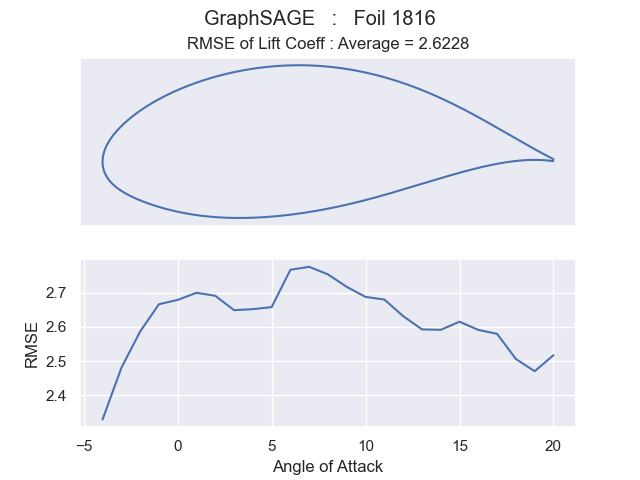 GraphSAGE : Foil 1816
RMSE of Lift Coeff : Average = 2.6228
2.7
2.6
2.5
2.4
RMSE
−5 0 5 10 15 20
Angle of Attack